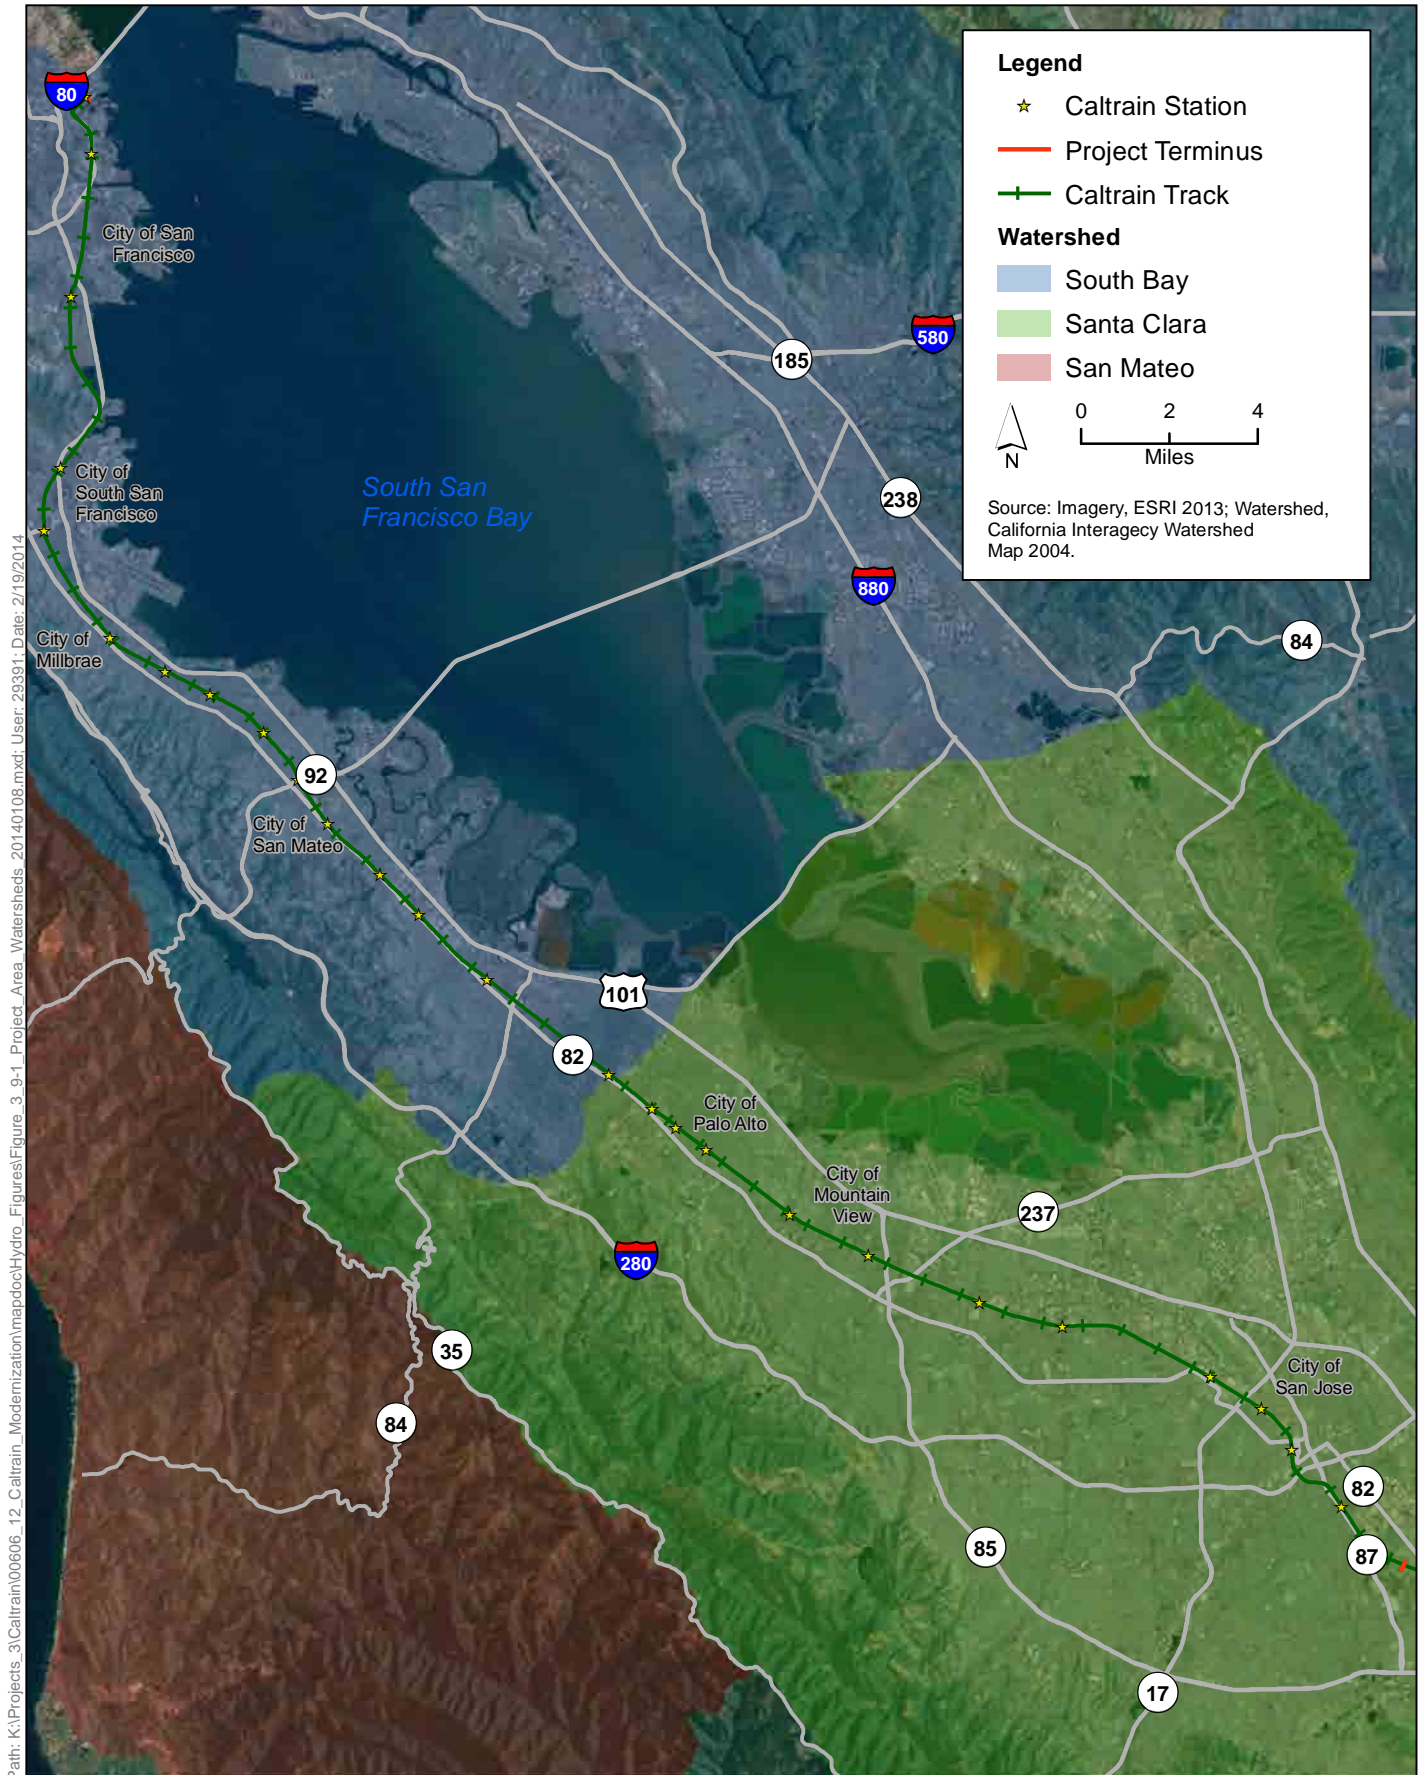 Legend
Caltrain Station
Project Terminus
Caltrain Track
Watershed
South Bay
Santa Clara
San Mateo
0 2 4
Miles
N
Source: Imagery, ESRI 2013; Watershed,
California Interagecy Watershed
Map 2004.
80
City of San
Francisco
580
185
City of
South San
Francisco
South San
Francisco Bay
238
880
City of
Millbrae
84
92
City of
San Mateo
101
82
City of
Palo Alto
City of
Mountain
View
237
280
35
City of
San Jose
84
82
85
87
17
Path: K:\Projects_3\Caltrain\00606_12_Caltrain_Modernization\mapdoc\Hydro_Figures\Figure_3_9-1_Project_Area_Watersheds_20140108.mxd; User: 29391; Date: 2/19/2014